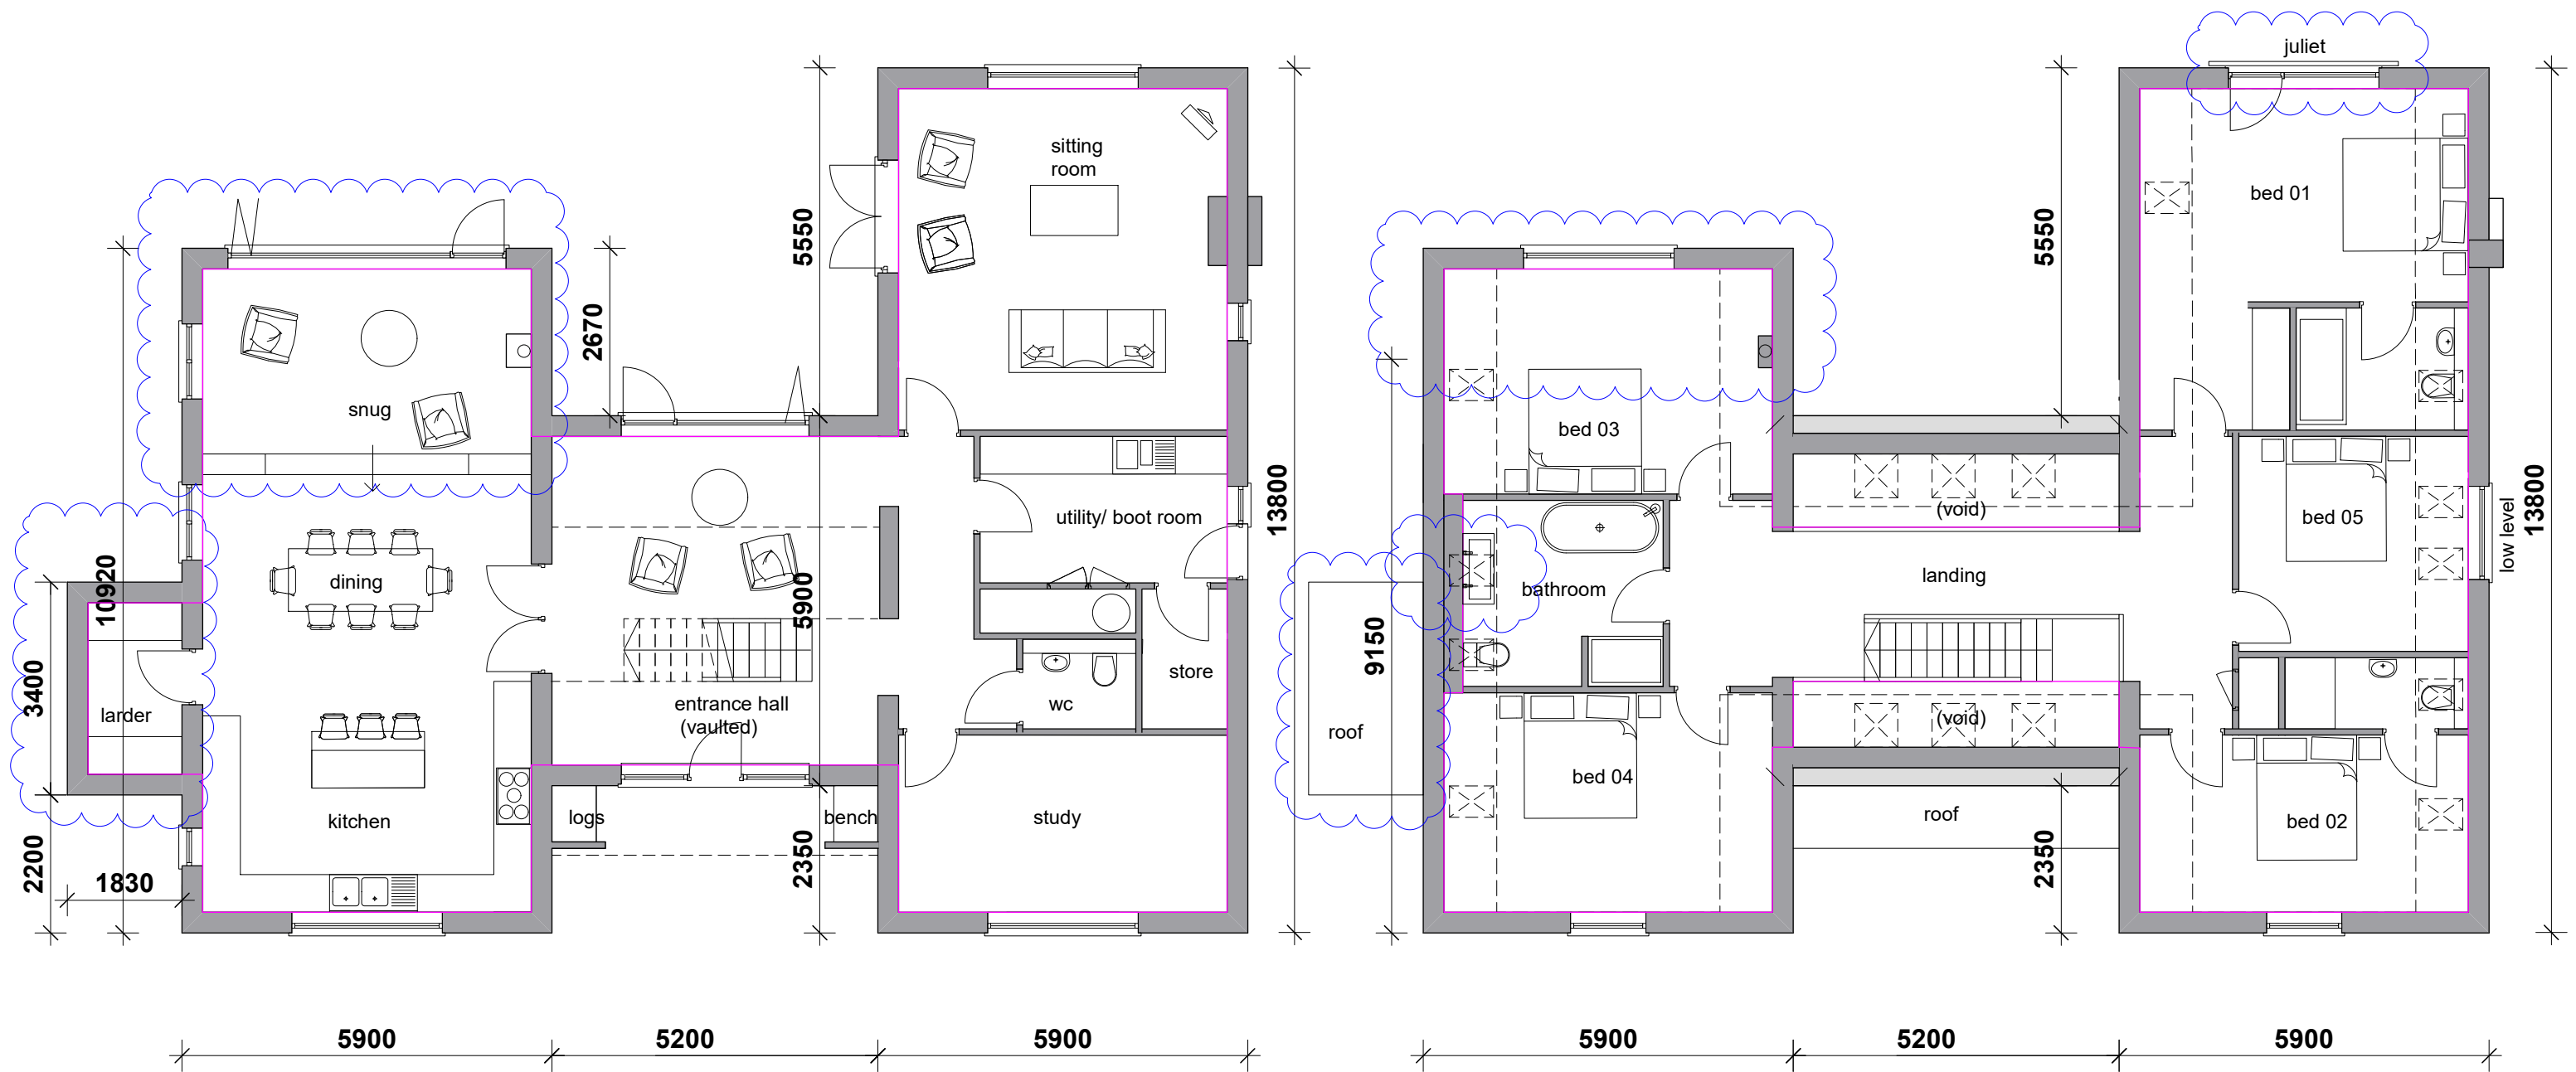 juliet
sitting
room
5550
bed 01
5550
2670
snug
bed 03
utility/ boot room
13800
(void)
bed 05
low level
13800
dining
10920
5900
bathroom
landing
9150
3400
larder
entrance hall
(vaulted)
wc
store
roof
(void)
bed 04
kitchen
logs
bench
study
roof
bed 02
2200
1830
2350
2350
5900
5200
5900
5900
5200
5900